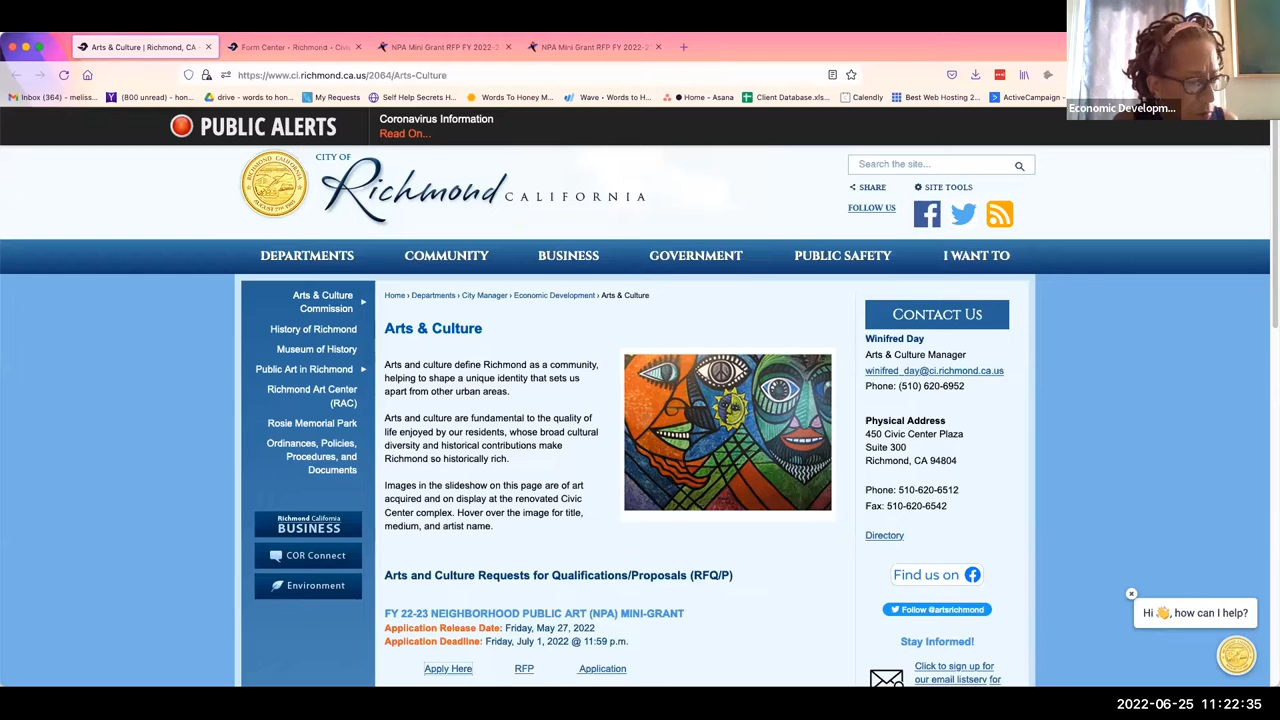 Arts & Culture | Richmond, CA -
Form Center • Richmond • Civic
NPA Mini Grant RFP FY 2022-2
NPA Mini Grant RFP FY 2022-2
https://www.ci.richmond.ca.us/2064/Arts-Culture
Inbox (364) – meliss...
(800 unread) - hon...
drive - words to hon...
My Requests
Self Help Secrets H...
Words To Honey M...
Wave • Words to H...
Home - Asana
Client Database.xls...
Calendly
Best Web Hosting 2...
ActiveCampaign -
Economic Developm...
PUBLIC ALERTS
Coronavirus Information
Read On...
CITY OF
Richmond CALIFORNIA
Search the site...
SHARE
SITE TOOLS
FOLLOW US
DEPARTMENTS COMMUNITY BUSINESS GOVERNMENT PUBLIC SAFETY I WANT TO
Arts & Culture
Commission
History of Richmond
Museum of History
Public Art in Richmond
Richmond Art Center
(RAC)
Rosie Memorial Park
Ordinances, Policies,
Procedures, and
Documents
Richmond California
BUSINESS
COR Connect
Environment
Home › Departments › City Manager › Economic Development › Arts & Culture
Arts & Culture
Arts and culture define Richmond as a community,
helping to shape a unique identity that sets us
apart from other urban areas.
Arts and culture are fundamental to the quality of
life enjoyed by our residents, whose broad cultural
diversity and historical contributions make
Richmond so historically rich.
Images in the slideshow on this page are of art
acquired and on display at the renovated Civic
Center complex. Hover over the image for title,
medium, and artist name.
Arts and Culture Requests for Qualifications/Proposals (RFQ/P)
FY 22-23 NEIGHBORHOOD PUBLIC ART (NPA) MINI-GRANT
Application Release Date: Friday, May 27, 2022
Application Deadline: Friday, July 1, 2022 @ 11:59 p.m.
Apply Here RFP Application
CONTACT US
Winifred Day
Arts & Culture Manager
winifred_day@ci.richmond.ca.us
Phone: (510) 620-6952
Physical Address
450 Civic Center Plaza
Suite 300
Richmond, CA 94804
Phone: 510-620-6512
Fax: 510-620-6542
Directory
Find us on
Follow @artsrichmond
Stay Informed!
Click to sign up for
our email listserv for
Hi 👋, how can I help?
2022-06-25 11:22:35